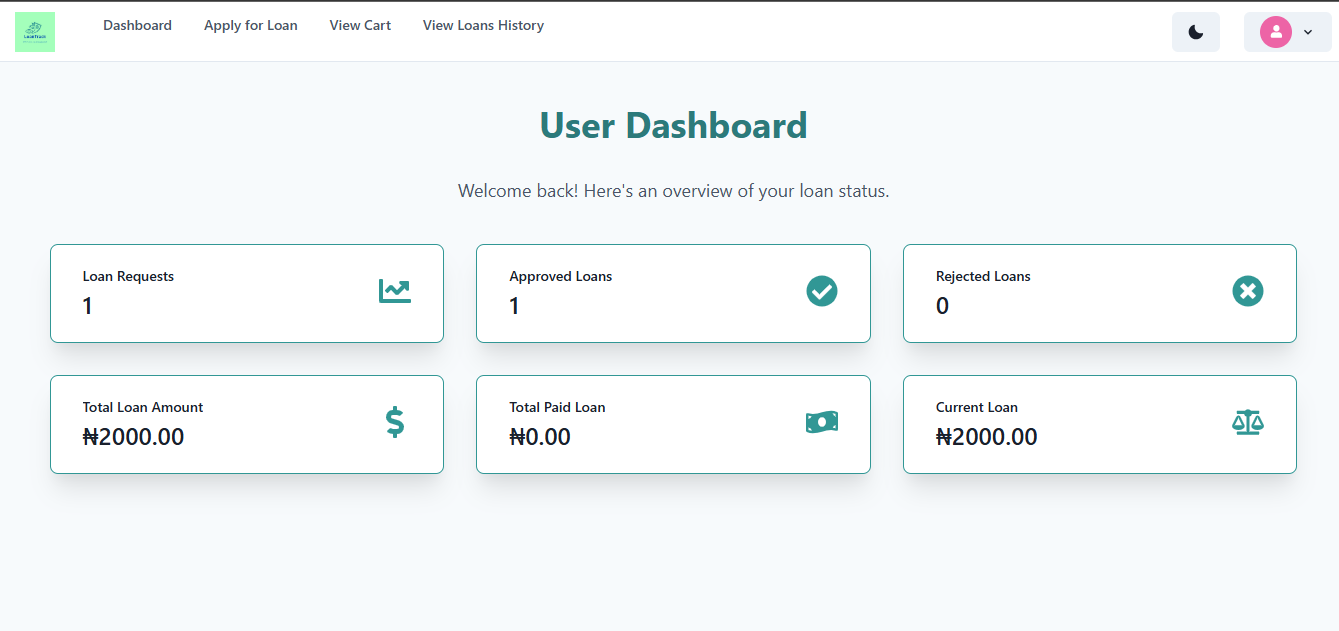 LoanTrack
Dashboard Apply for Loan View Cart View Loans History
User Dashboard
Welcome back! Here's an overview of your loan status.
Loan Requests Approved Loans Rejected Loans
1 1 0
Total Loan Amount Total Paid Loan Current Loan
₦2000.00 ₦0.00 ₦2000.00